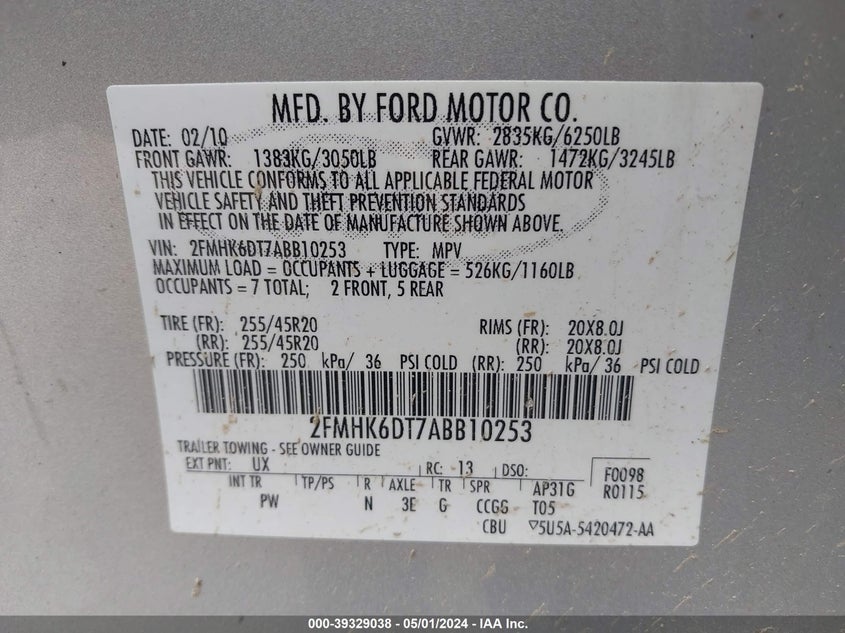 MFD. BY FORD MOTOR CO.
DATE: 02/10 GVWR: 2835KG/6250LB
FRONT GAWR: 1383KG/3050LB REAR GAWR: 1472KG/3245LB
THIS VEHICLE CONFORMS TO ALL APPLICABLE FEDERAL MOTOR
VEHICLE SAFETY AND THEFT PREVENTION STANDARDS
IN EFFECT ON THE DATE OF MANUFACTURE SHOWN ABOVE.
VIN: 2FMHK6DT7ABB10253 TYPE: MPV
MAXIMUM LOAD = OCCUPANTS + LUGGAGE = 526KG/1160LB
OCCUPANTS = 7 TOTAL; 2 FRONT, 5 REAR
TIRE (FR): 255/45R20 RIMS (FR): 20X8.0J
(RR): 255/45R20 (RR): 20X8.0J
PRESSURE (FR): 250 kPa/ 36 PSI COLD (RR): 250 kPa/ 36 PSI COLD
2FMHK6DT7ABB10253
TRAILER TOWING - SEE OWNER GUIDE
EXT PNT: UX RC: 13 DSO: F0098
INT TR TP/PS R AXLE TR SPR AP31G R0115
PW N 3E G CCGG T05
CBU ▽5U5A-5420472-AA
000-39329038 - 05/01/2024 - IAA Inc.